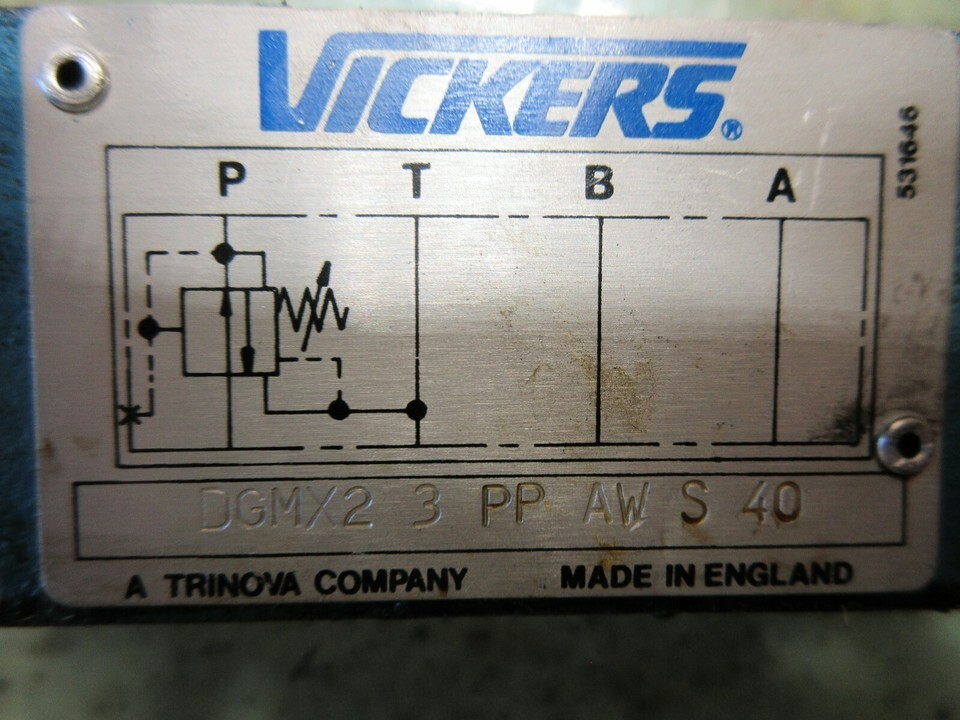 VICKERS®
531646
P T B A
DGMX2 3 PP AW S 40
A TRINOVA COMPANY MADE IN ENGLAND